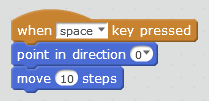 when space key pressed
point in direction 0
move 10 steps